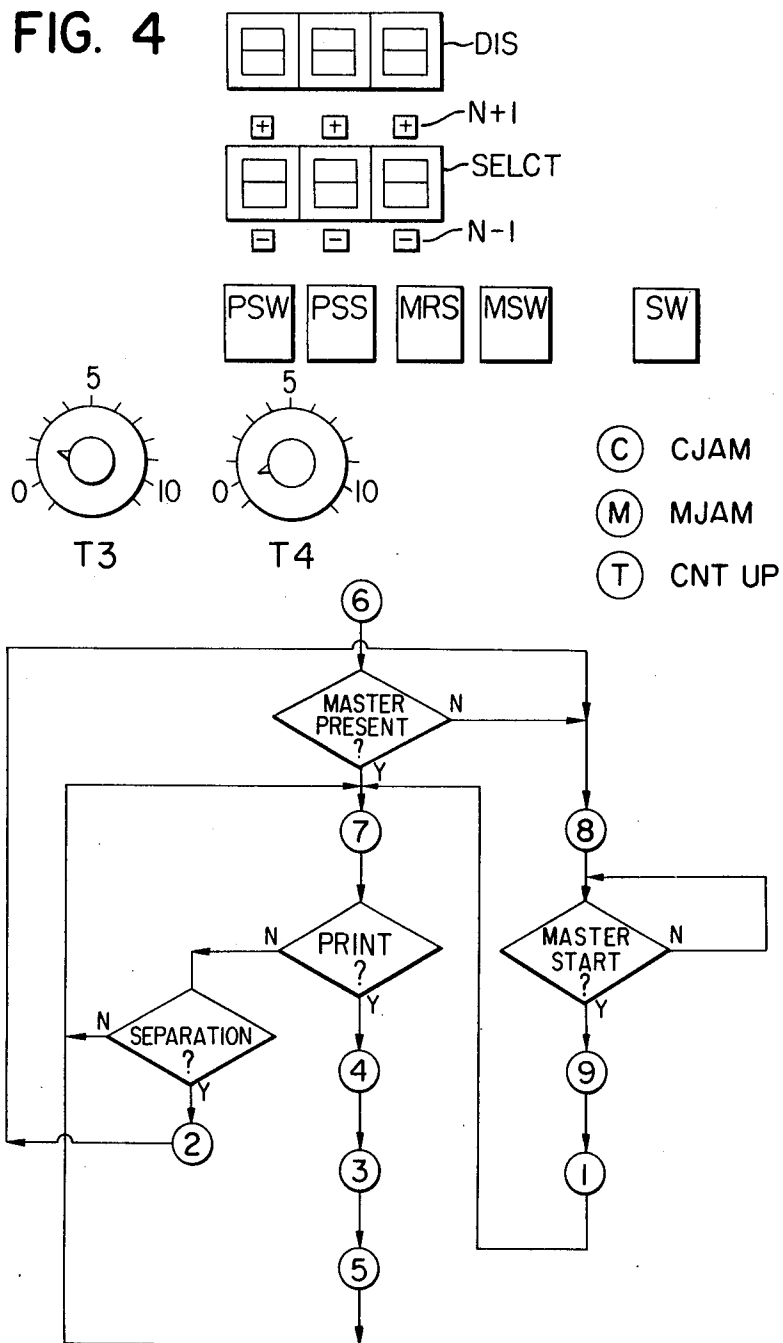 FIG. 4
DIS
+ + +
N+1
SELCT
- - -
N-1
PSW PSS MRS MSW SW
5
0 10
T3
5
0 10
T4
C CJAM
M MJAM
T CNT UP
6
MASTER
PRESENT
?
N
Y
7
8
N
PRINT
?
Y
MASTER
START
?
N
Y
N
SEPARATION
?
Y
4
9
2
3
1
5